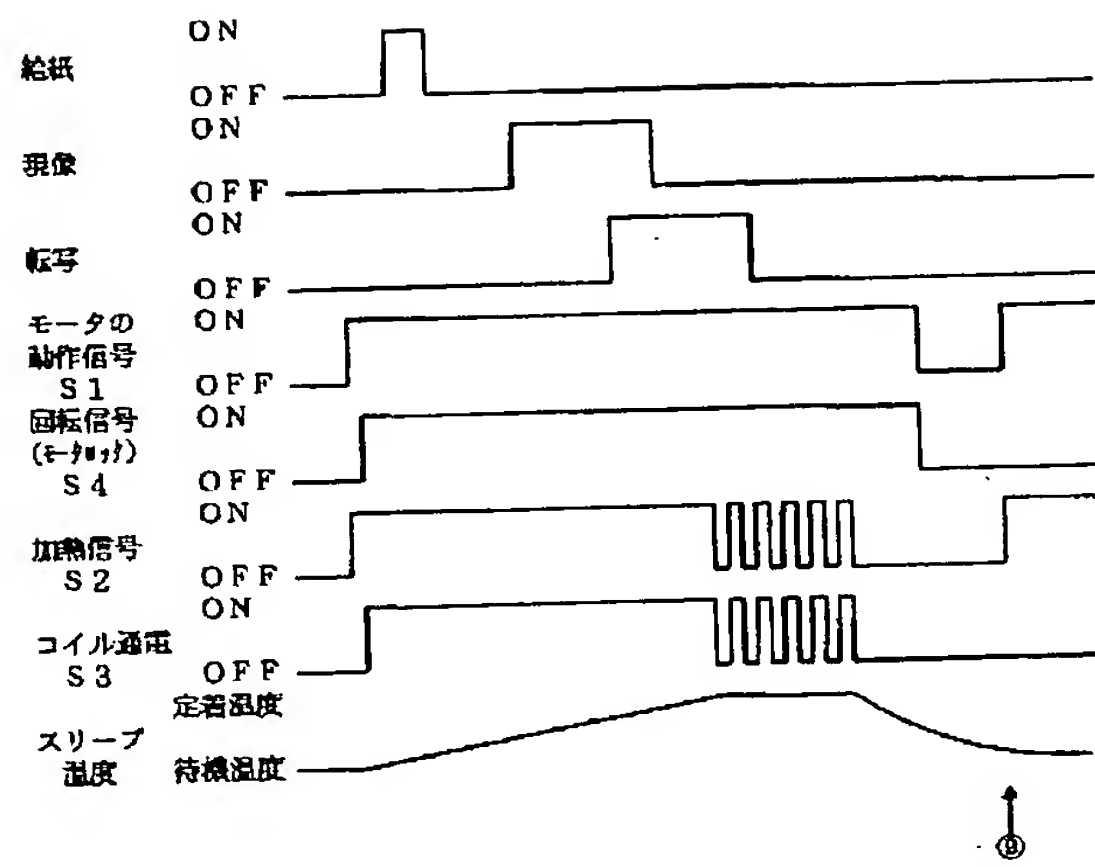 ON
給紙
OFF
ON
現像
OFF
ON
転写
OFF
モータの ON
動作信号
S1 OFF
回転信号 ON
(モータロック)
S4 OFF
ON
加熱信号
S2 OFF
ON
コイル通電
S3 OFF
定着温度
スリーブ
温度 待機温度